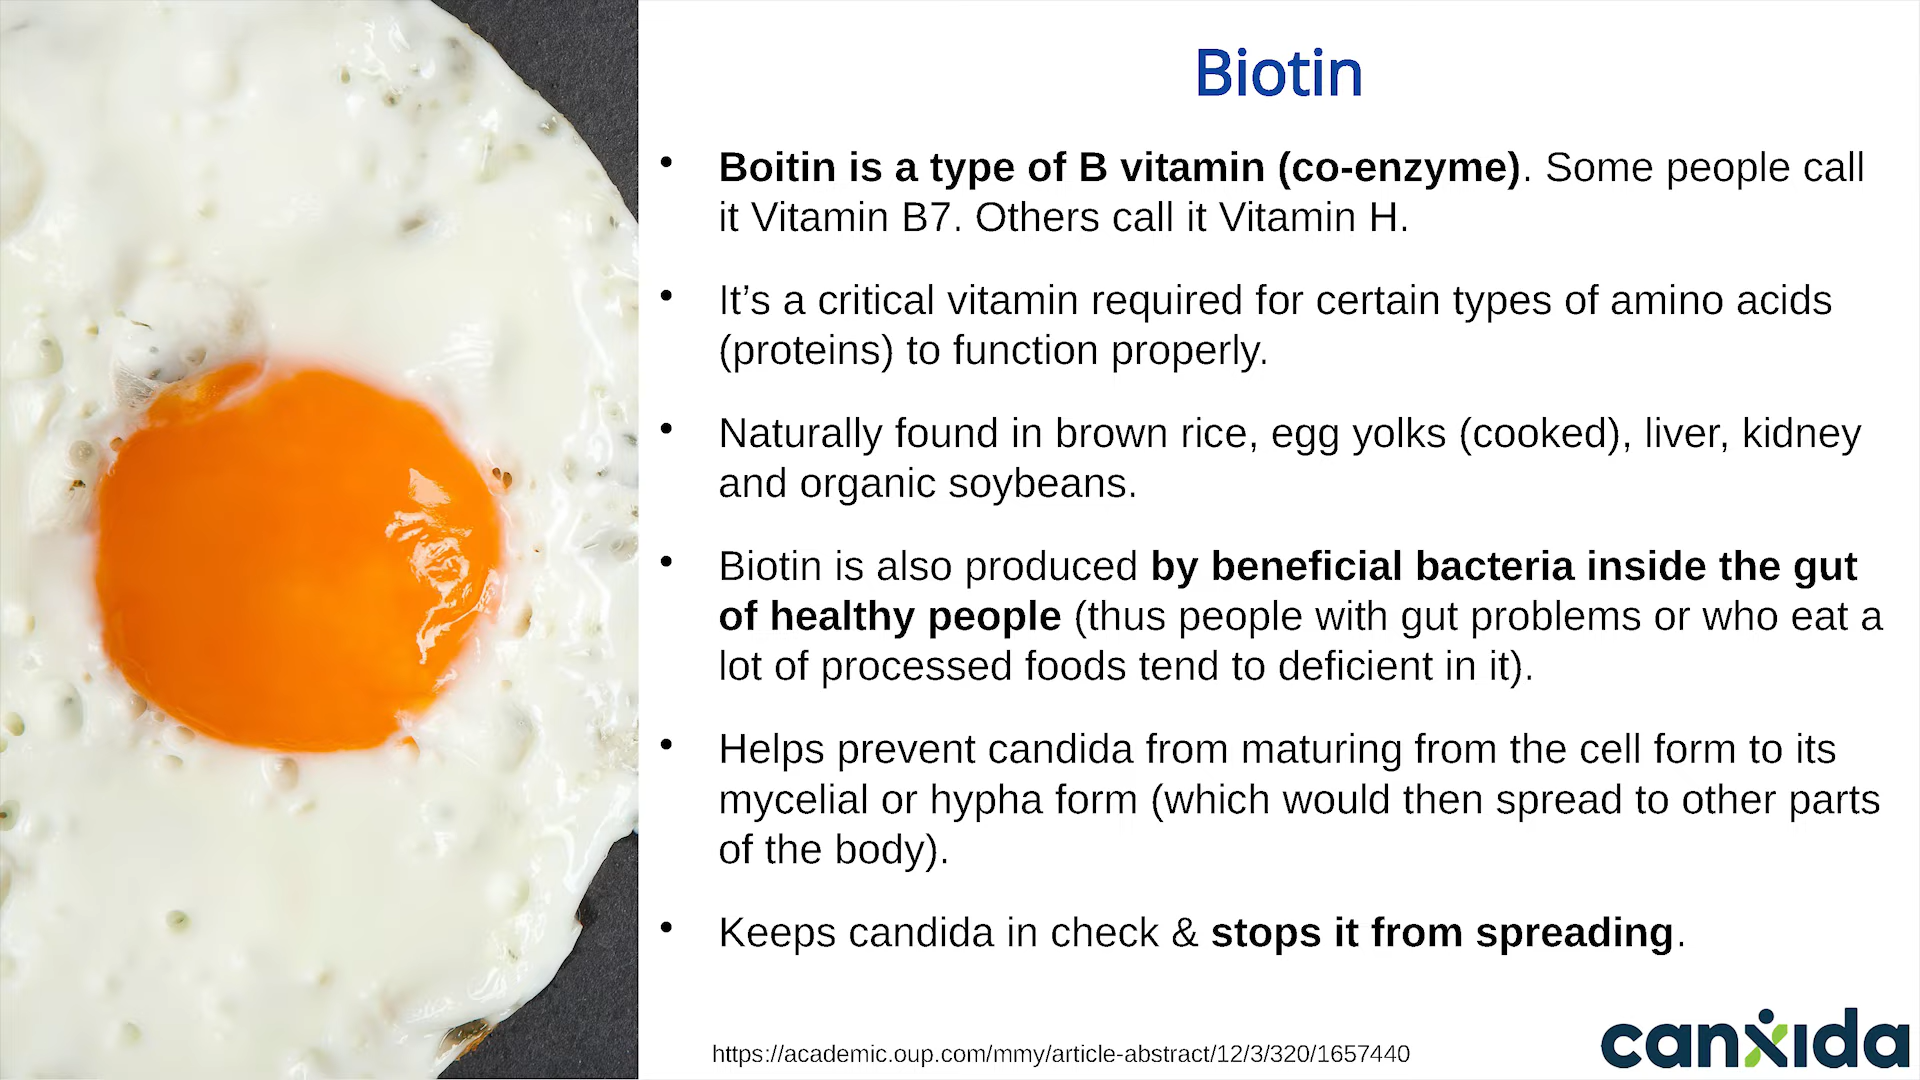 Biotin
• Boitin is a type of B vitamin (co-enzyme). Some people call
it Vitamin B7. Others call it Vitamin H.
• It’s a critical vitamin required for certain types of amino acids
(proteins) to function properly.
• Naturally found in brown rice, egg yolks (cooked), liver, kidney
and organic soybeans.
• Biotin is also produced by beneficial bacteria inside the gut
of healthy people (thus people with gut problems or who eat a
lot of processed foods tend to deficient in it).
• Helps prevent candida from maturing from the cell form to its
mycelial or hypha form (which would then spread to other parts
of the body).
• Keeps candida in check & stops it from spreading.
https://academic.oup.com/mmy/article-abstract/12/3/320/1657440
canxida